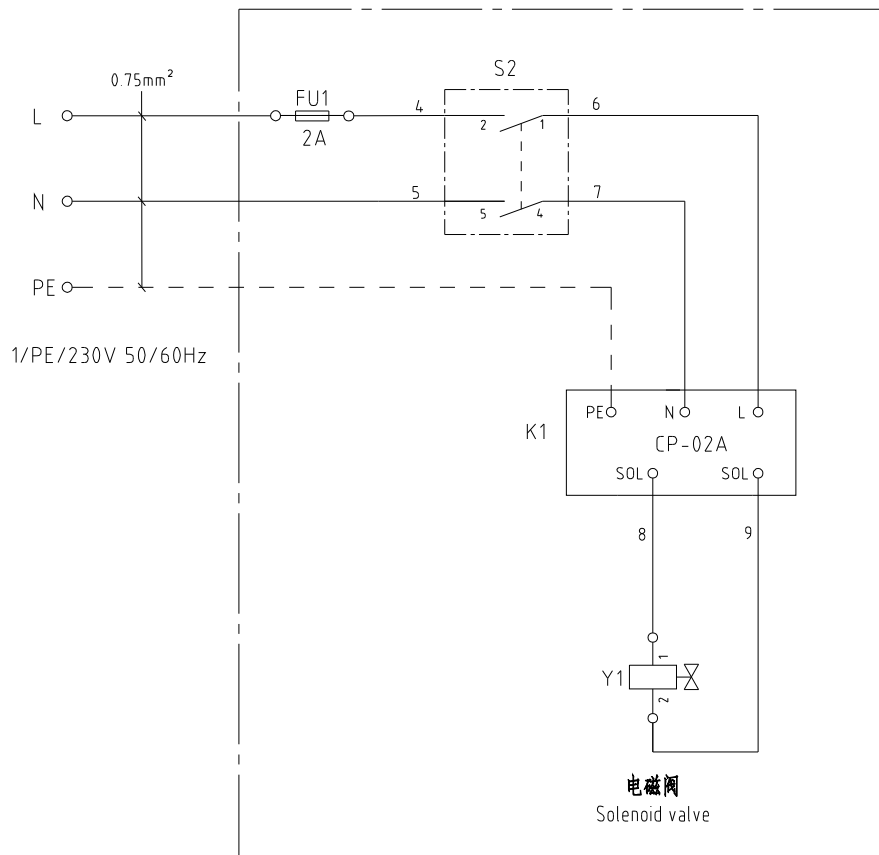 0.75mm²
S2
L
FU1
2A
4
2
1
6
N
5
5
4
7
PE
1/PE/230V 50/60Hz
PE
N
L
K1
CP-02A
SOL
SOL
8
9
1
Y1
2
电磁阀
Solenoid valve